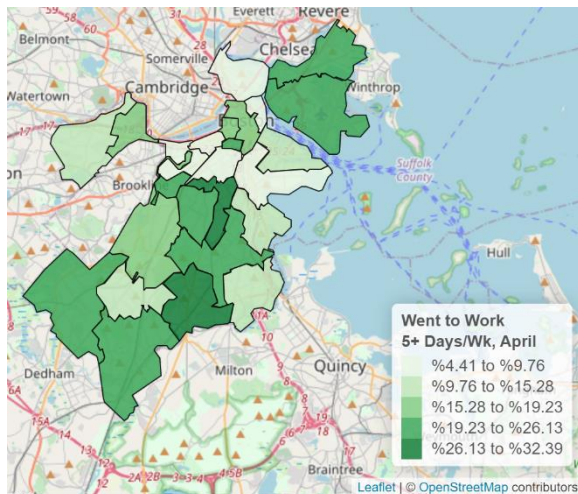 Everett
Revere
Belmont
Somerville
Chelsea
Watertown
Cambridge
Winthrop
Suffolk
County
Brookline
Hull
Dedham
Milton
Quincy
Braintree
Went to Work
5+ Days/Wk, April
%4.41 to %9.76
%9.76 to %15.28
%15.28 to %19.23
%19.23 to %26.13
%26.13 to %32.39
Leaflet | © OpenStreetMap contributors